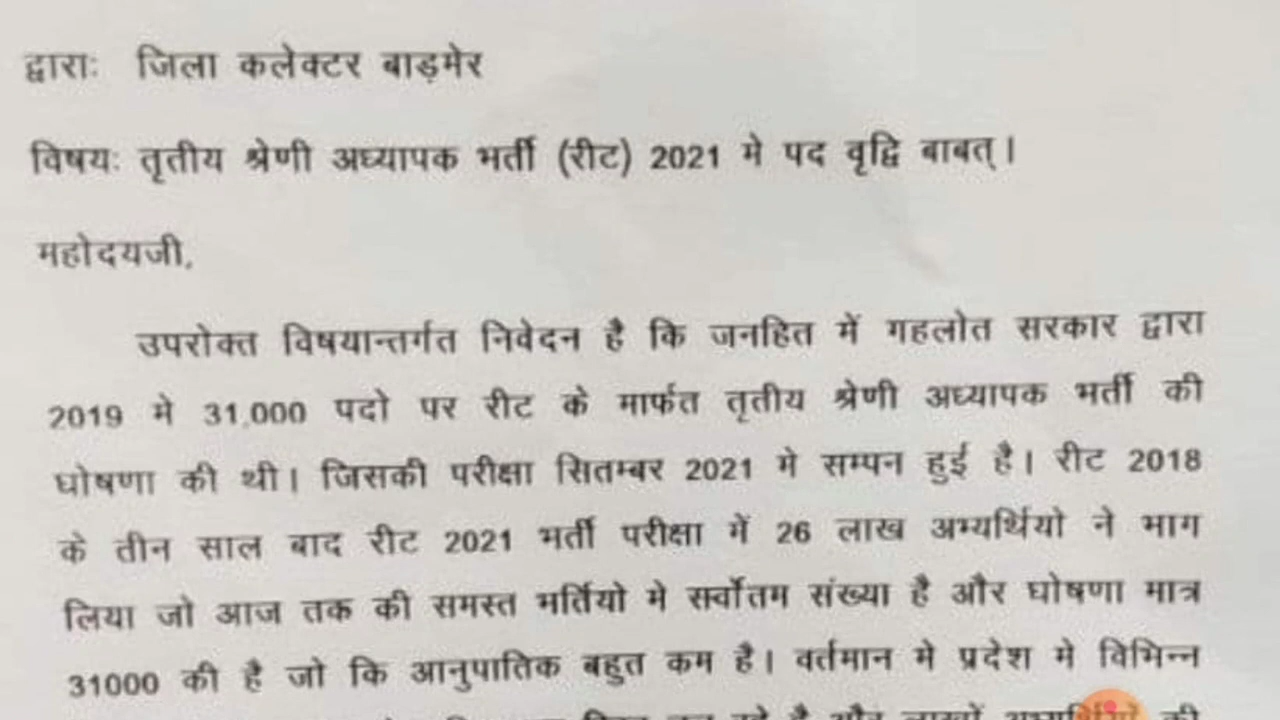 द्वाराः जिला कलेक्टर बाड़मेर
विषयः तृतीय श्रेणी अध्यापक भर्ती (रीट) 2021 मे पद वृद्वि बाबत्।
महोदयजी,
उपरोक्त विषयान्तर्गत निवेदन है कि जनहित में गहलोत सरकार द्वारा
2019 मे 31,000 पदो पर रीट के मार्फत तृतीय श्रेणी अध्यापक भर्ती की
घोषणा की थी। जिसकी परीक्षा सितम्बर 2021 मे सम्पन हुई है। रीट 2018
के तीन साल बाद रीट 2021 भर्ती परीक्षा में 26 लाख अभ्यर्थियो ने भाग
लिया जो आज तक की समस्त भर्तियो मे सर्वोतम संख्या है और घोषणा मात्र
31000 की है जो कि आनुपातिक बहुत कम है। वर्तमान मे प्रदेश मे विभिन्न
है और लाखों अभ्यर्थियों की